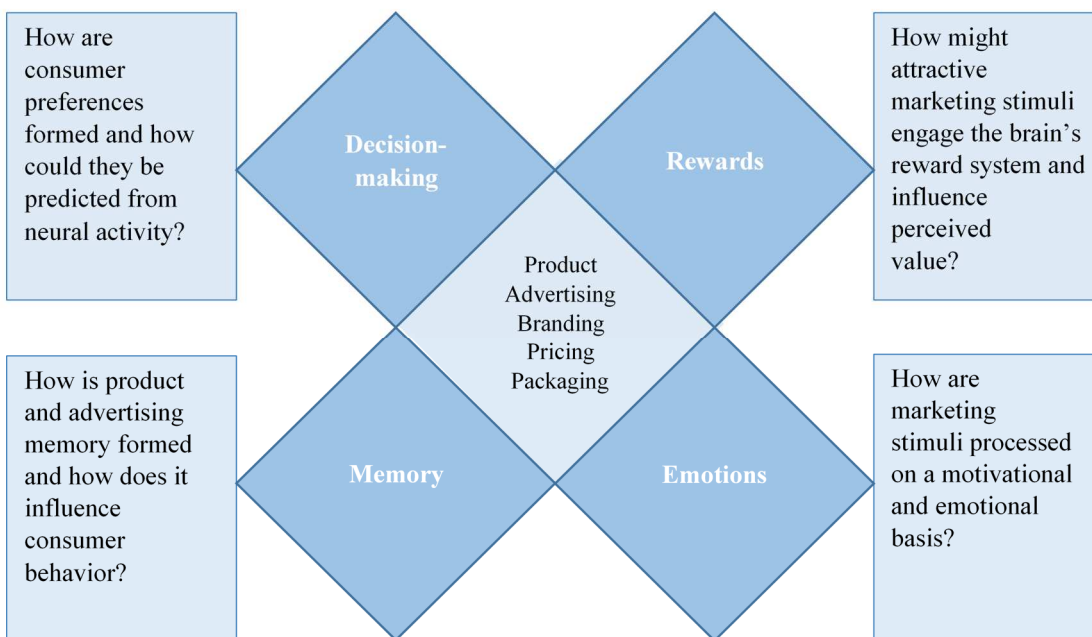 How are
consumer
preferences
formed and how
could they be
predicted from
neural activity?
Decision-
making
Rewards
How might
attractive
marketing stimuli
engage the brain’s
reward system and
influence
perceived
value?
Product
Advertising
Branding
Pricing
Packaging
How is product
and advertising
memory formed
and how does it
influence
consumer
behavior?
Memory
Emotions
How are
marketing
stimuli processed
on a motivational
and emotional
basis?